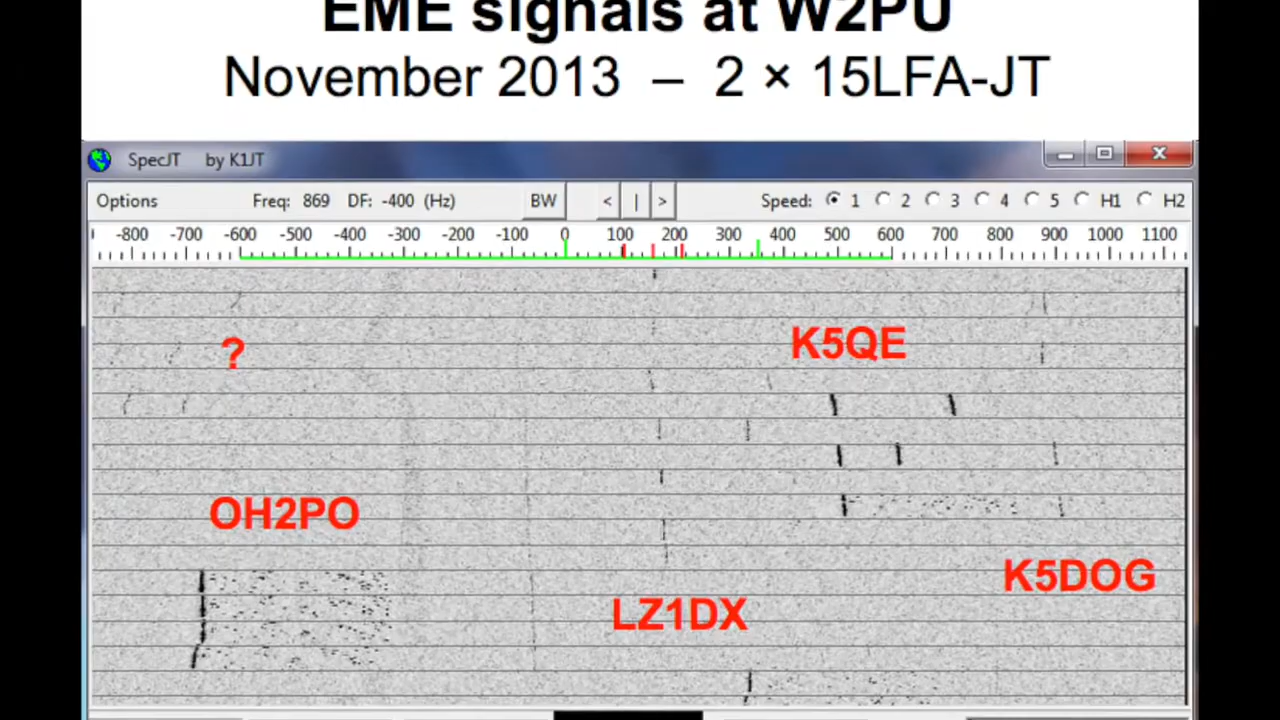 EME signals at W2PU
November 2013 – 2 × 15LFA-JT
SpecJT by K1JT
Options Freq: 869 DF: -400 (Hz) BW < | > Speed: 1 2 3 4 5 H1 H2
-800 -700 -600 -500 -400 -300 -200 -100 0 100 200 300 400 500 600 700 800 900 1000 1100
K5QE
?
OH2PO
K5DOG
LZ1DX